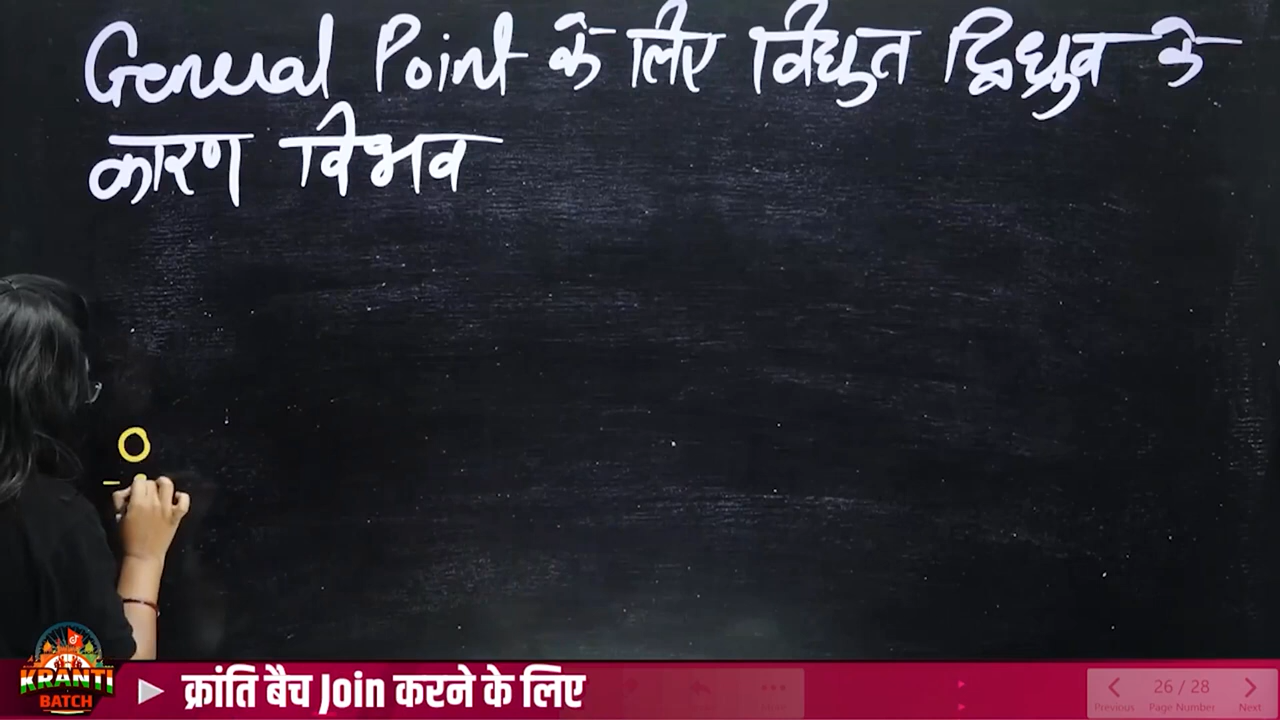 General Point के लिए विद्युत द्विध्रुव के
कारण विभव
KRANTI
BATCH
क्रांति बैच Join करने के लिए
26 / 28
Previous Page Number Next